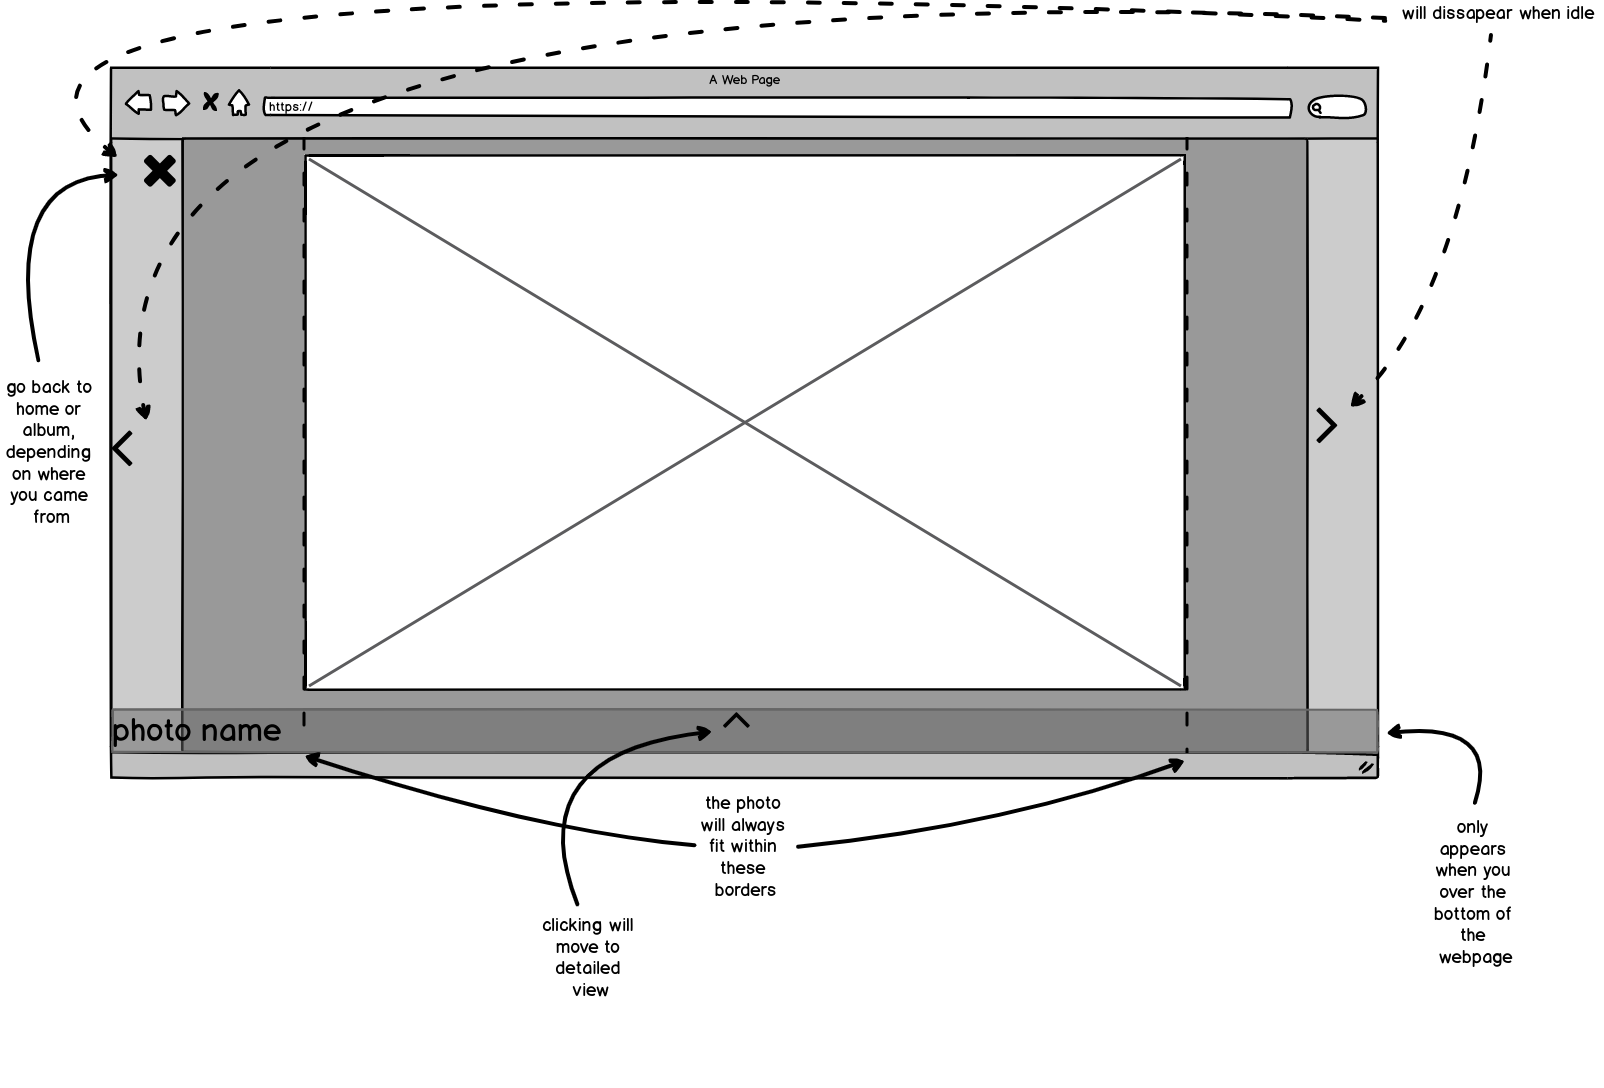 will dissapear when idle
A Web Page
https://
go back to
home or
album,
depending
on where
you came
from
photo name
the photo
will always
fit within
these
borders
clicking will
move to
detailed
view
only
appears
when you
over the
bottom of
the
webpage